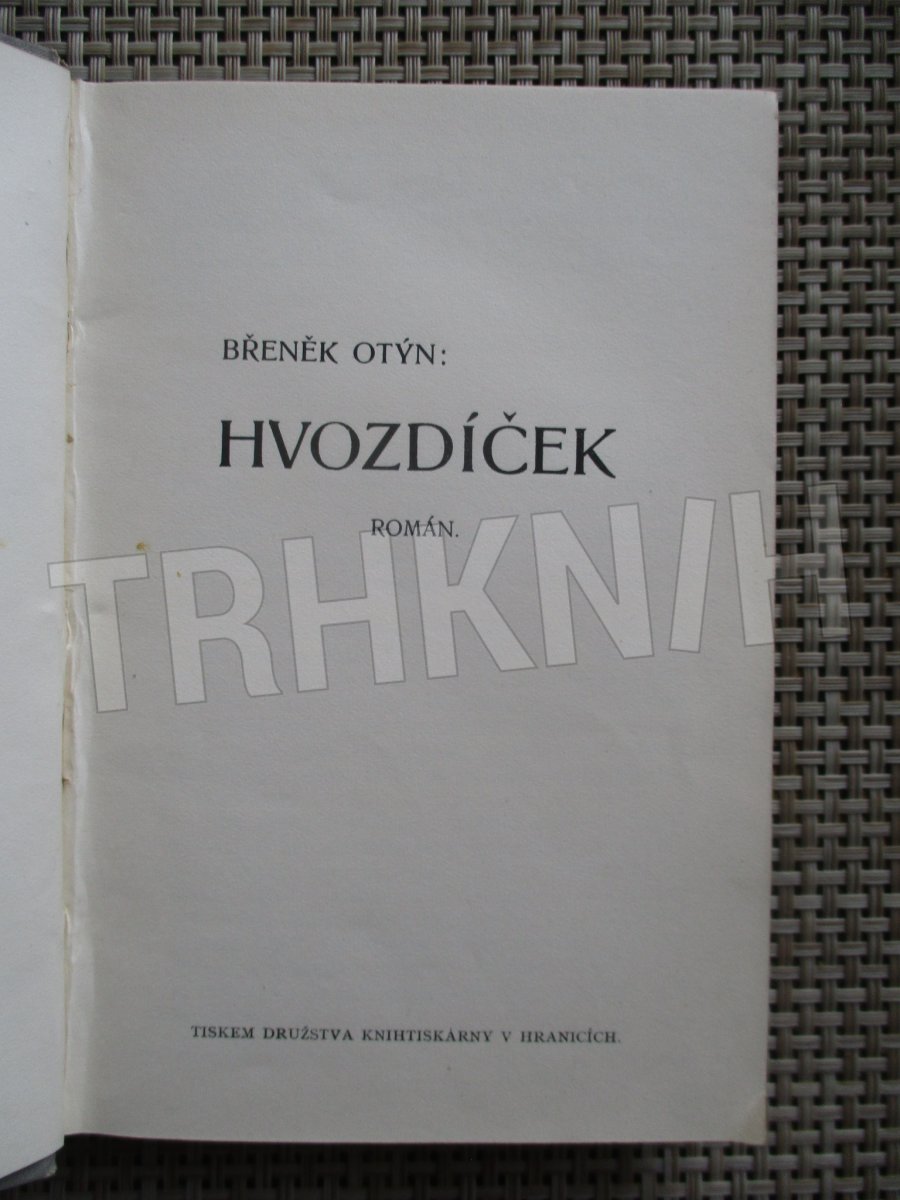 BŘENĚK OTÝN:
HVOZDÍČEK
ROMÁN.
TRHKNIH
TISKEM DRUŽSTVA KNIHTISKÁRNY V HRANICÍCH.